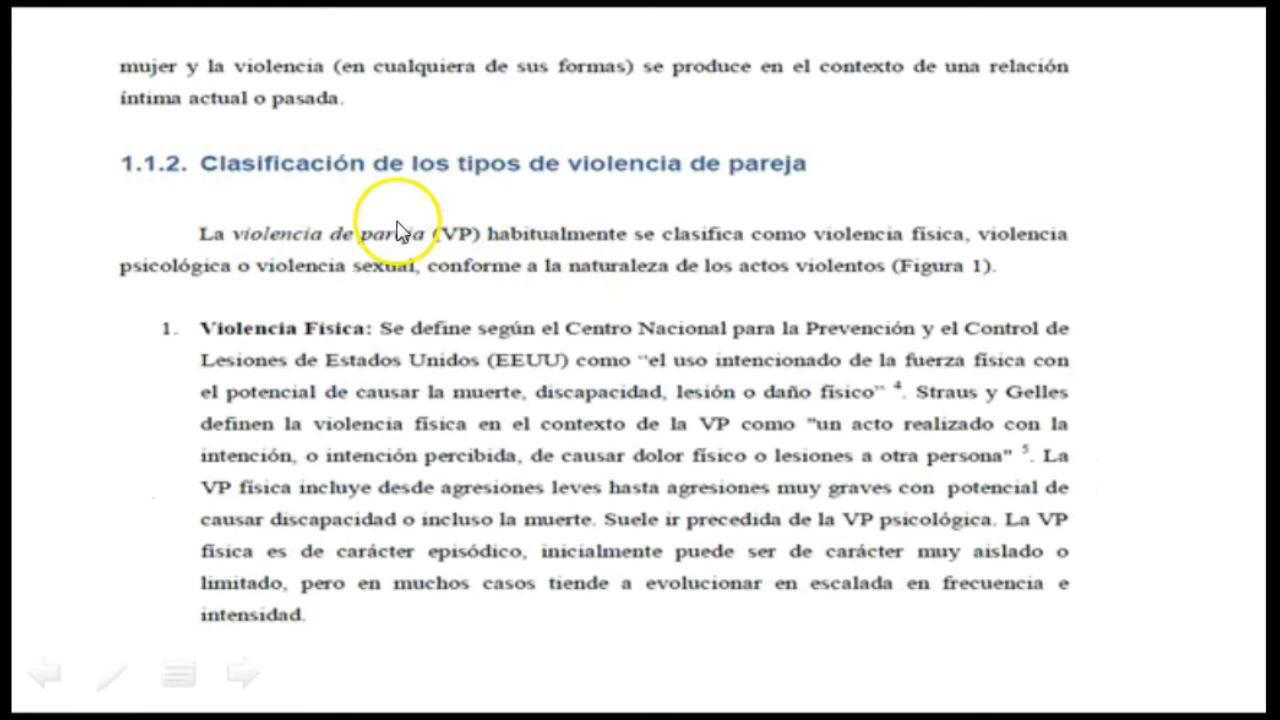 mujer y la violencia (en cualquiera de sus formas) se produce en el contexto de una relación
íntima actual o pasada.
1.1.2. Clasificación de los tipos de violencia de pareja
La violencia de pareja (VP) habitualmente se clasifica como violencia física, violencia
psicológica o violencia sexual, conforme a la naturaleza de los actos violentos (Figura 1).
1. Violencia Física: Se define según el Centro Nacional para la Prevención y el Control de
Lesiones de Estados Unidos (EEUU) como "el uso intencionado de la fuerza física con
el potencial de causar la muerte, discapacidad, lesión o daño físico" 4. Straus y Gelles
definen la violencia física en el contexto de la VP como "un acto realizado con la
intención, o intención percibida, de causar dolor físico o lesiones a otra persona" 5. La
VP física incluye desde agresiones leves hasta agresiones muy graves con potencial de
causar discapacidad o incluso la muerte. Suele ir precedida de la VP psicológica. La VP
física es de carácter episódico, inicialmente puede ser de carácter muy aislado o
limitado, pero en muchos casos tiende a evolucionar en escalada en frecuencia e
intensidad.